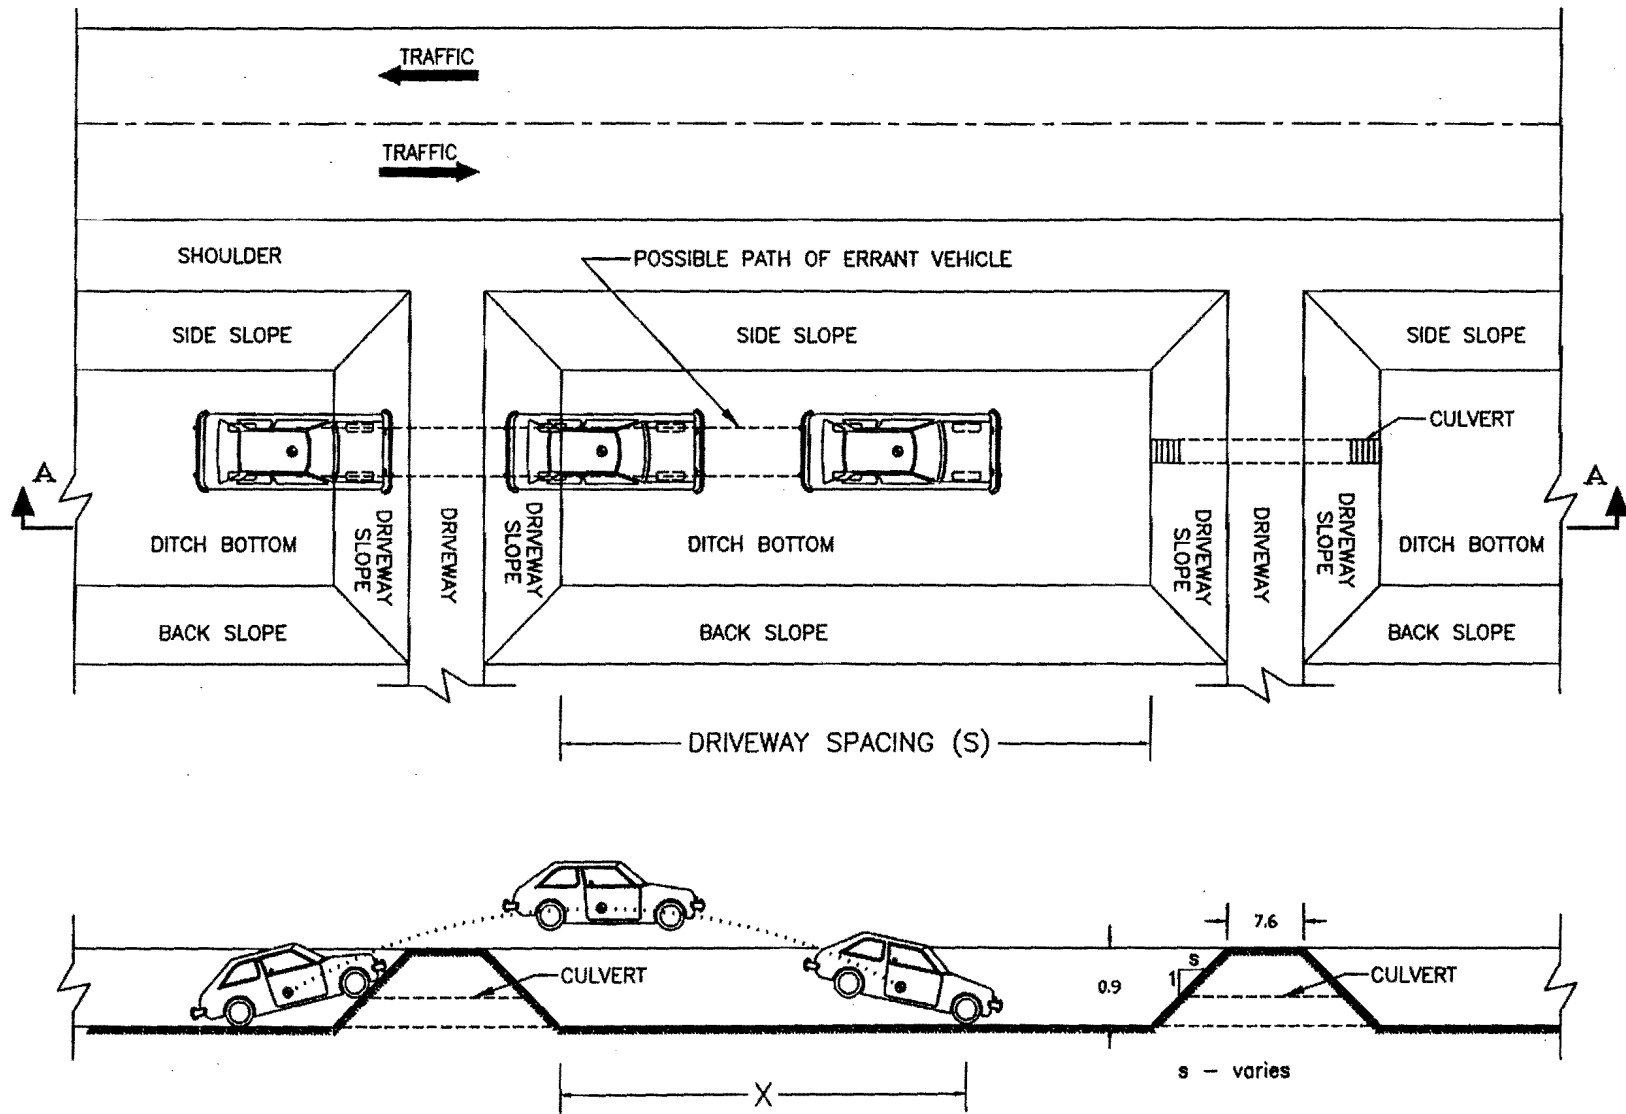 TRAFFIC
TRAFFIC
SHOULDER
POSSIBLE PATH OF ERRANT VEHICLE
SIDE SLOPE
SIDE SLOPE
SIDE SLOPE
CULVERT
A
A
DRIVEWAY
SLOPE
DRIVEWAY
DRIVEWAY
SLOPE
DRIVEWAY
SLOPE
DRIVEWAY
DRIVEWAY
SLOPE
DITCH BOTTOM
DITCH BOTTOM
DITCH BOTTOM
BACK SLOPE
BACK SLOPE
BACK SLOPE
DRIVEWAY SPACING (S)
7.6
CULVERT
0.9
s
1
CULVERT
s - varies
X